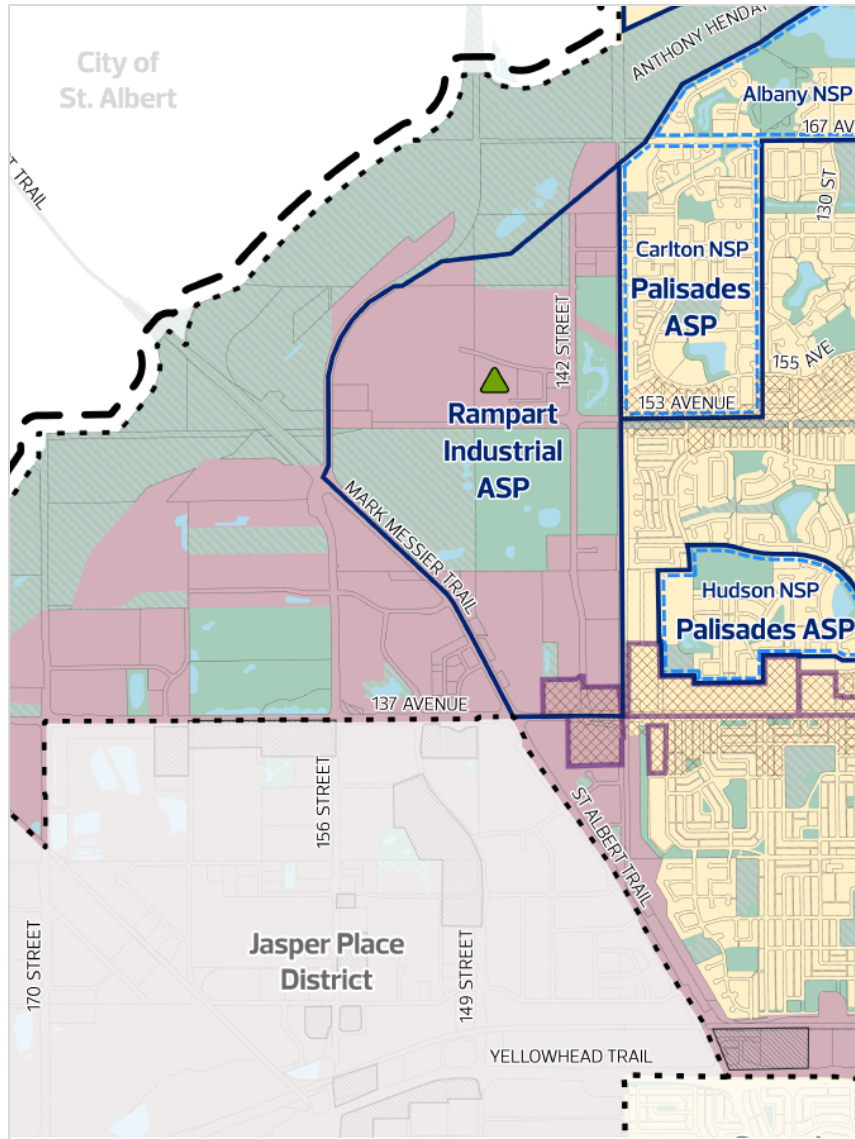 City of
St. Albert
ANTHONY HENDAY
Albany NSP
167 AV
T TRAIL
130 ST
Carlton NSP
Palisades
ASP
142 STREET
155 AVE
153 AVENUE
Rampart
Industrial
ASP
MARK MESSIER TRAIL
Hudson NSP
Palisades ASP
137 AVENUE
156 STREET
ST ALBERT TRAIL
170 STREET
Jasper Place
District
149 STREET
YELLOWHEAD TRAIL